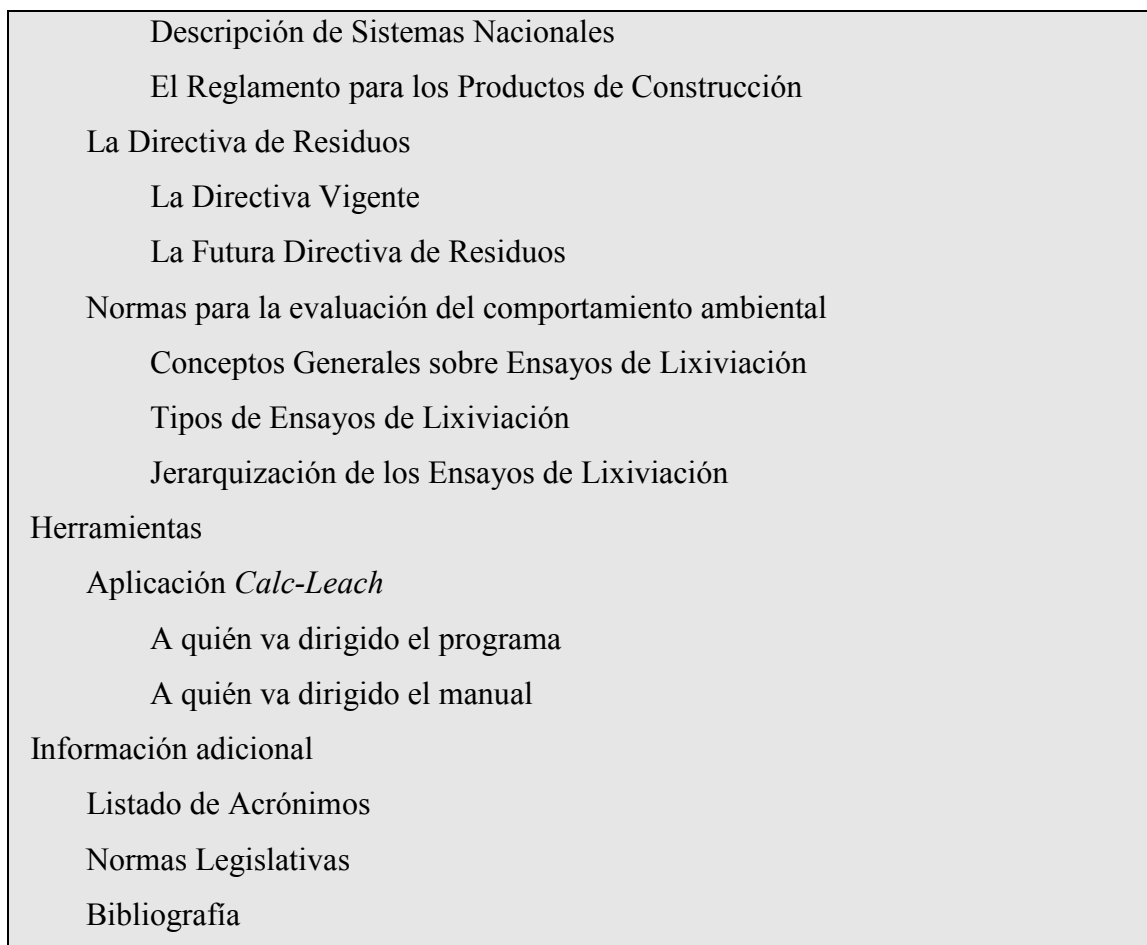 Descripción de Sistemas Nacionales
El Reglamento para los Productos de Construcción
La Directiva de Residuos
La Directiva Vigente
La Futura Directiva de Residuos
Normas para la evaluación del comportamiento ambiental
Conceptos Generales sobre Ensayos de Lixiviación
Tipos de Ensayos de Lixiviación
Jerarquización de los Ensayos de Lixiviación
Herramientas
Aplicación Calc-Leach
A quién va dirigido el programa
A quién va dirigido el manual
Información adicional
Listado de Acrónimos
Normas Legislativas
Bibliografía